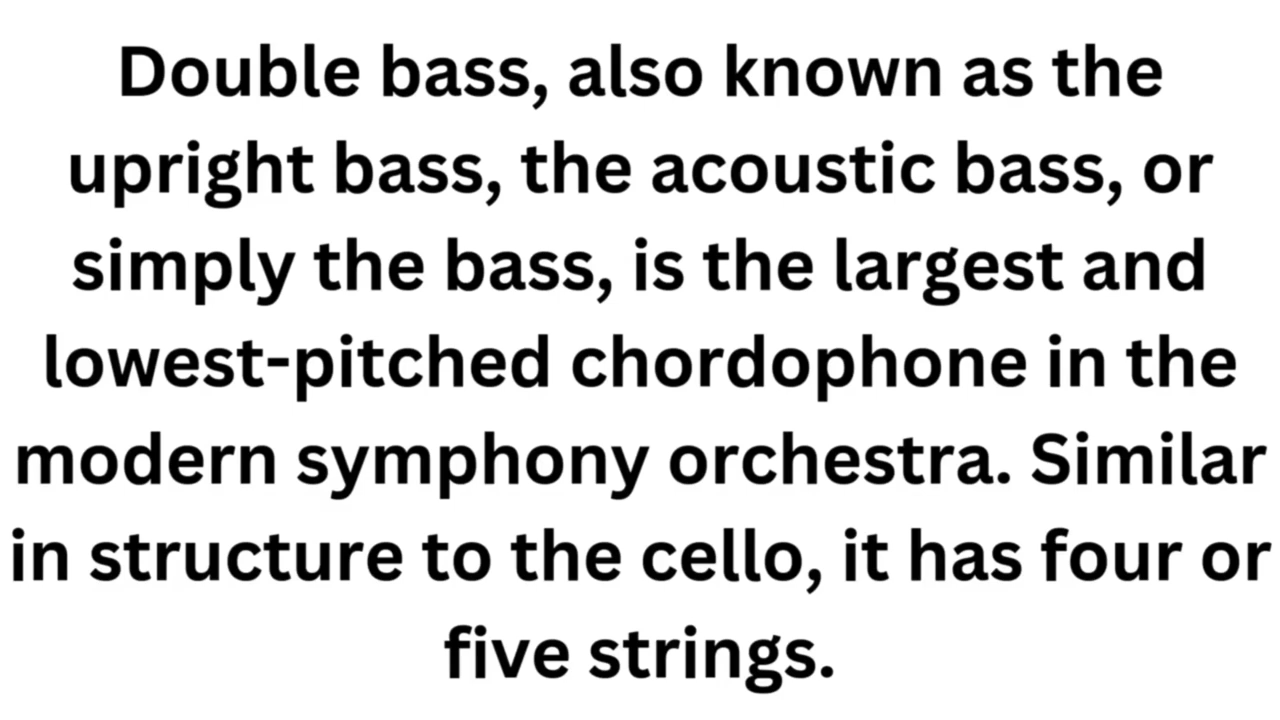 Double bass, also known as the
upright bass, the acoustic bass, or
simply the bass, is the largest and
lowest-pitched chordophone in the
modern symphony orchestra. Similar
in structure to the cello, it has four or
five strings.